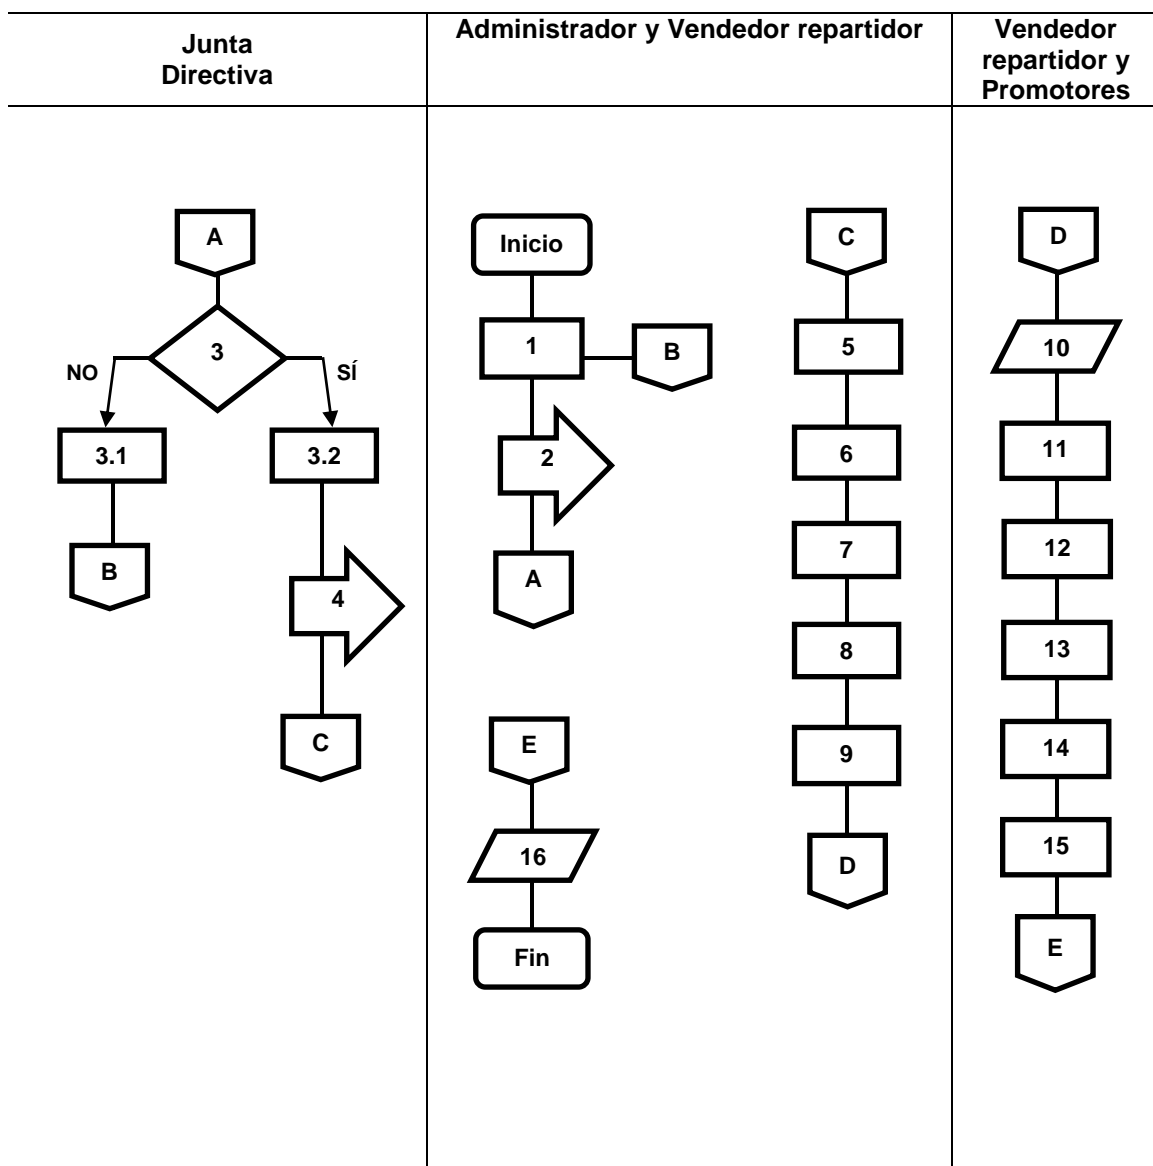 Junta
Directiva
Administrador y Vendedor repartidor
Vendedor
repartidor y
Promotores
A
3
NO
SÍ
3.1
3.2
B
4
C
Inicio
1
B
2
A
E
16
Fin
C
5
6
7
8
9
D
D
10
11
12
13
14
15
E